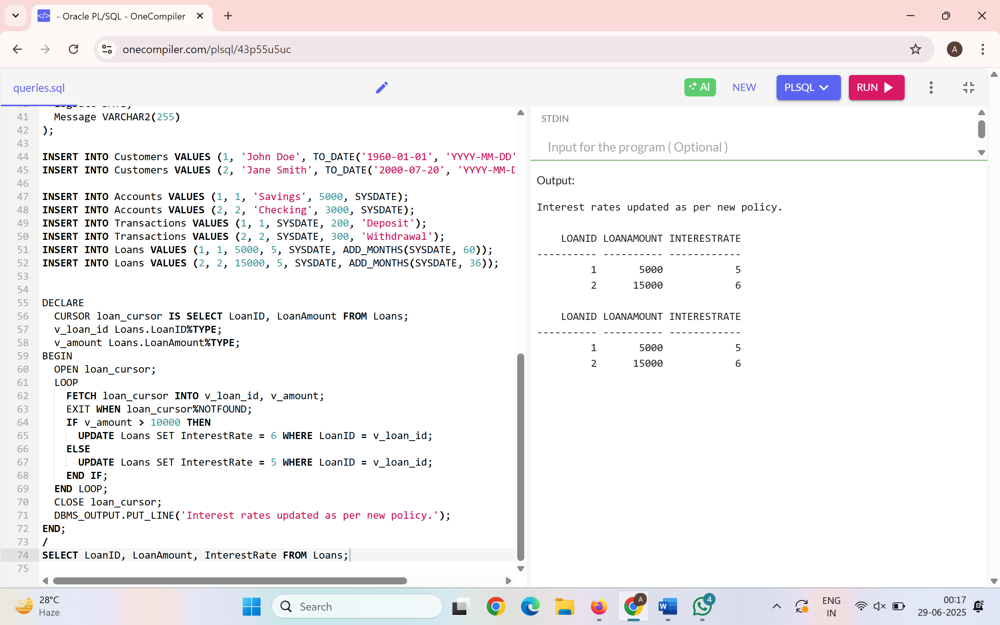 </> - Oracle PL/SQL - OneCompiler
onecompiler.com/plsql/43p55u5uc
A
queries.sql
AI NEW PLSQL RUN
41 Message VARCHAR2(255)
42 );
43
44 INSERT INTO Customers VALUES (1, 'John Doe', TO_DATE('1960-01-01', 'YYYY-MM-DD'
45 INSERT INTO Customers VALUES (2, 'Jane Smith', TO_DATE('2000-07-20', 'YYYY-MM-D
46
47 INSERT INTO Accounts VALUES (1, 1, 'Savings', 5000, SYSDATE);
48 INSERT INTO Accounts VALUES (2, 2, 'Checking', 3000, SYSDATE);
49 INSERT INTO Transactions VALUES (1, 1, SYSDATE, 200, 'Deposit');
50 INSERT INTO Transactions VALUES (2, 2, SYSDATE, 300, 'Withdrawal');
51 INSERT INTO Loans VALUES (1, 1, 5000, 5, SYSDATE, ADD_MONTHS(SYSDATE, 60));
52 INSERT INTO Loans VALUES (2, 2, 15000, 5, SYSDATE, ADD_MONTHS(SYSDATE, 36));
53
54
55 DECLARE
56 CURSOR loan_cursor IS SELECT LoanID, LoanAmount FROM Loans;
57 v_loan_id Loans.LoanID%TYPE;
58 v_amount Loans.LoanAmount%TYPE;
59 BEGIN
60 OPEN loan_cursor;
61 LOOP
62 FETCH loan_cursor INTO v_loan_id, v_amount;
63 EXIT WHEN loan_cursor%NOTFOUND;
64 IF v_amount > 10000 THEN
65 UPDATE Loans SET InterestRate = 6 WHERE LoanID = v_loan_id;
66 ELSE
67 UPDATE Loans SET InterestRate = 5 WHERE LoanID = v_loan_id;
68 END IF;
69 END LOOP;
70 CLOSE loan_cursor;
71 DBMS_OUTPUT.PUT_LINE('Interest rates updated as per new policy.');
72 END;
73 /
74 SELECT LoanID, LoanAmount, InterestRate FROM Loans;
75
STDIN
Input for the program ( Optional )
Output:
Interest rates updated as per new policy.
LOANID LOANAMOUNT INTERESTRATE
---------- ---------- ------------
1 5000 5
2 15000 6
LOANID LOANAMOUNT INTERESTRATE
---------- ---------- ------------
1 5000 5
2 15000 6
28°C
Haze
Search
A
W
4
ENG
IN
00:17
29-06-2025